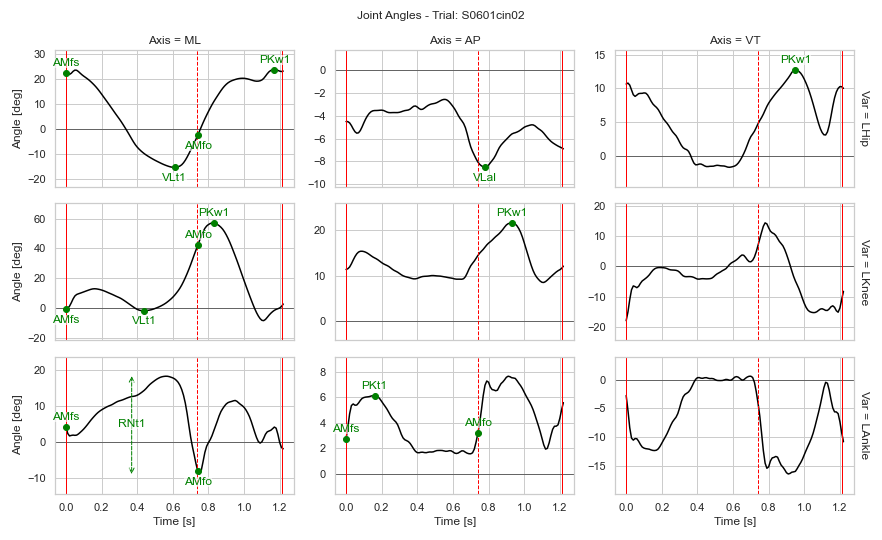 Joint Angles - Trial: S0601cin02
Axis = ML
Axis = AP
Axis = VT
Angle [deg]
30
20
10
0
−10
−20
AMfs
VLt1
AMfo
PKw1
0
−2
−4
−6
−8
−10
VLaI
15
10
5
0
PKw1
Var = LHip
Angle [deg]
60
40
20
0
−20
AMfs
VLt1
AMfo
PKw1
20
10
0
PKw1
20
10
0
−10
−20
Var = LKnee
Angle [deg]
20
10
0
−10
AMfs
RNt1
AMfo
8
6
4
2
0
AMfs
PKt1
AMfo
0
−5
−10
−15
Var = LAnkle
0.0 0.2 0.4 0.6 0.8 1.0 1.2
Time [s]
0.0 0.2 0.4 0.6 0.8 1.0 1.2
Time [s]
0.0 0.2 0.4 0.6 0.8 1.0 1.2
Time [s]